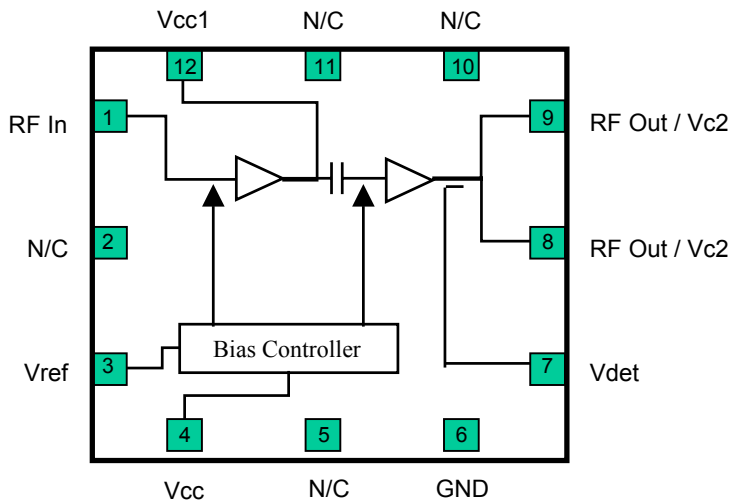 Vcc1 N/C N/C
12 11 10
RF In 1 9 RF Out / Vc2
N/C 2 8 RF Out / Vc2
Bias Controller
Vref 3 7 Vdet
4 5 6
Vcc N/C GND